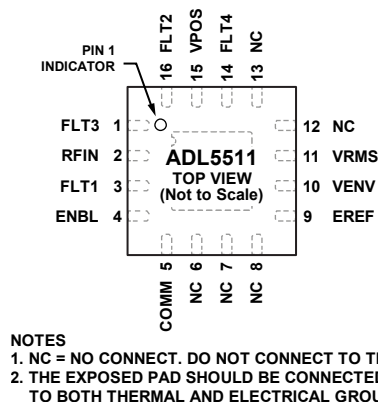 PIN 1
INDICATOR
16 FLT2
15 VPOS
14 FLT4
13 NC
FLT3 1
RFIN 2
FLT1 3
ENBL 4
ADL5511
TOP VIEW
(Not to Scale)
12 NC
11 VRMS
10 VENV
9 EREF
COMM 5
NC 6
NC 7
NC 8
NOTES
1. NC = NO CONNECT. DO NOT CONNECT TO
2. THE EXPOSED PAD SHOULD BE CONNECTED
TO BOTH THERMAL AND ELECTRICAL